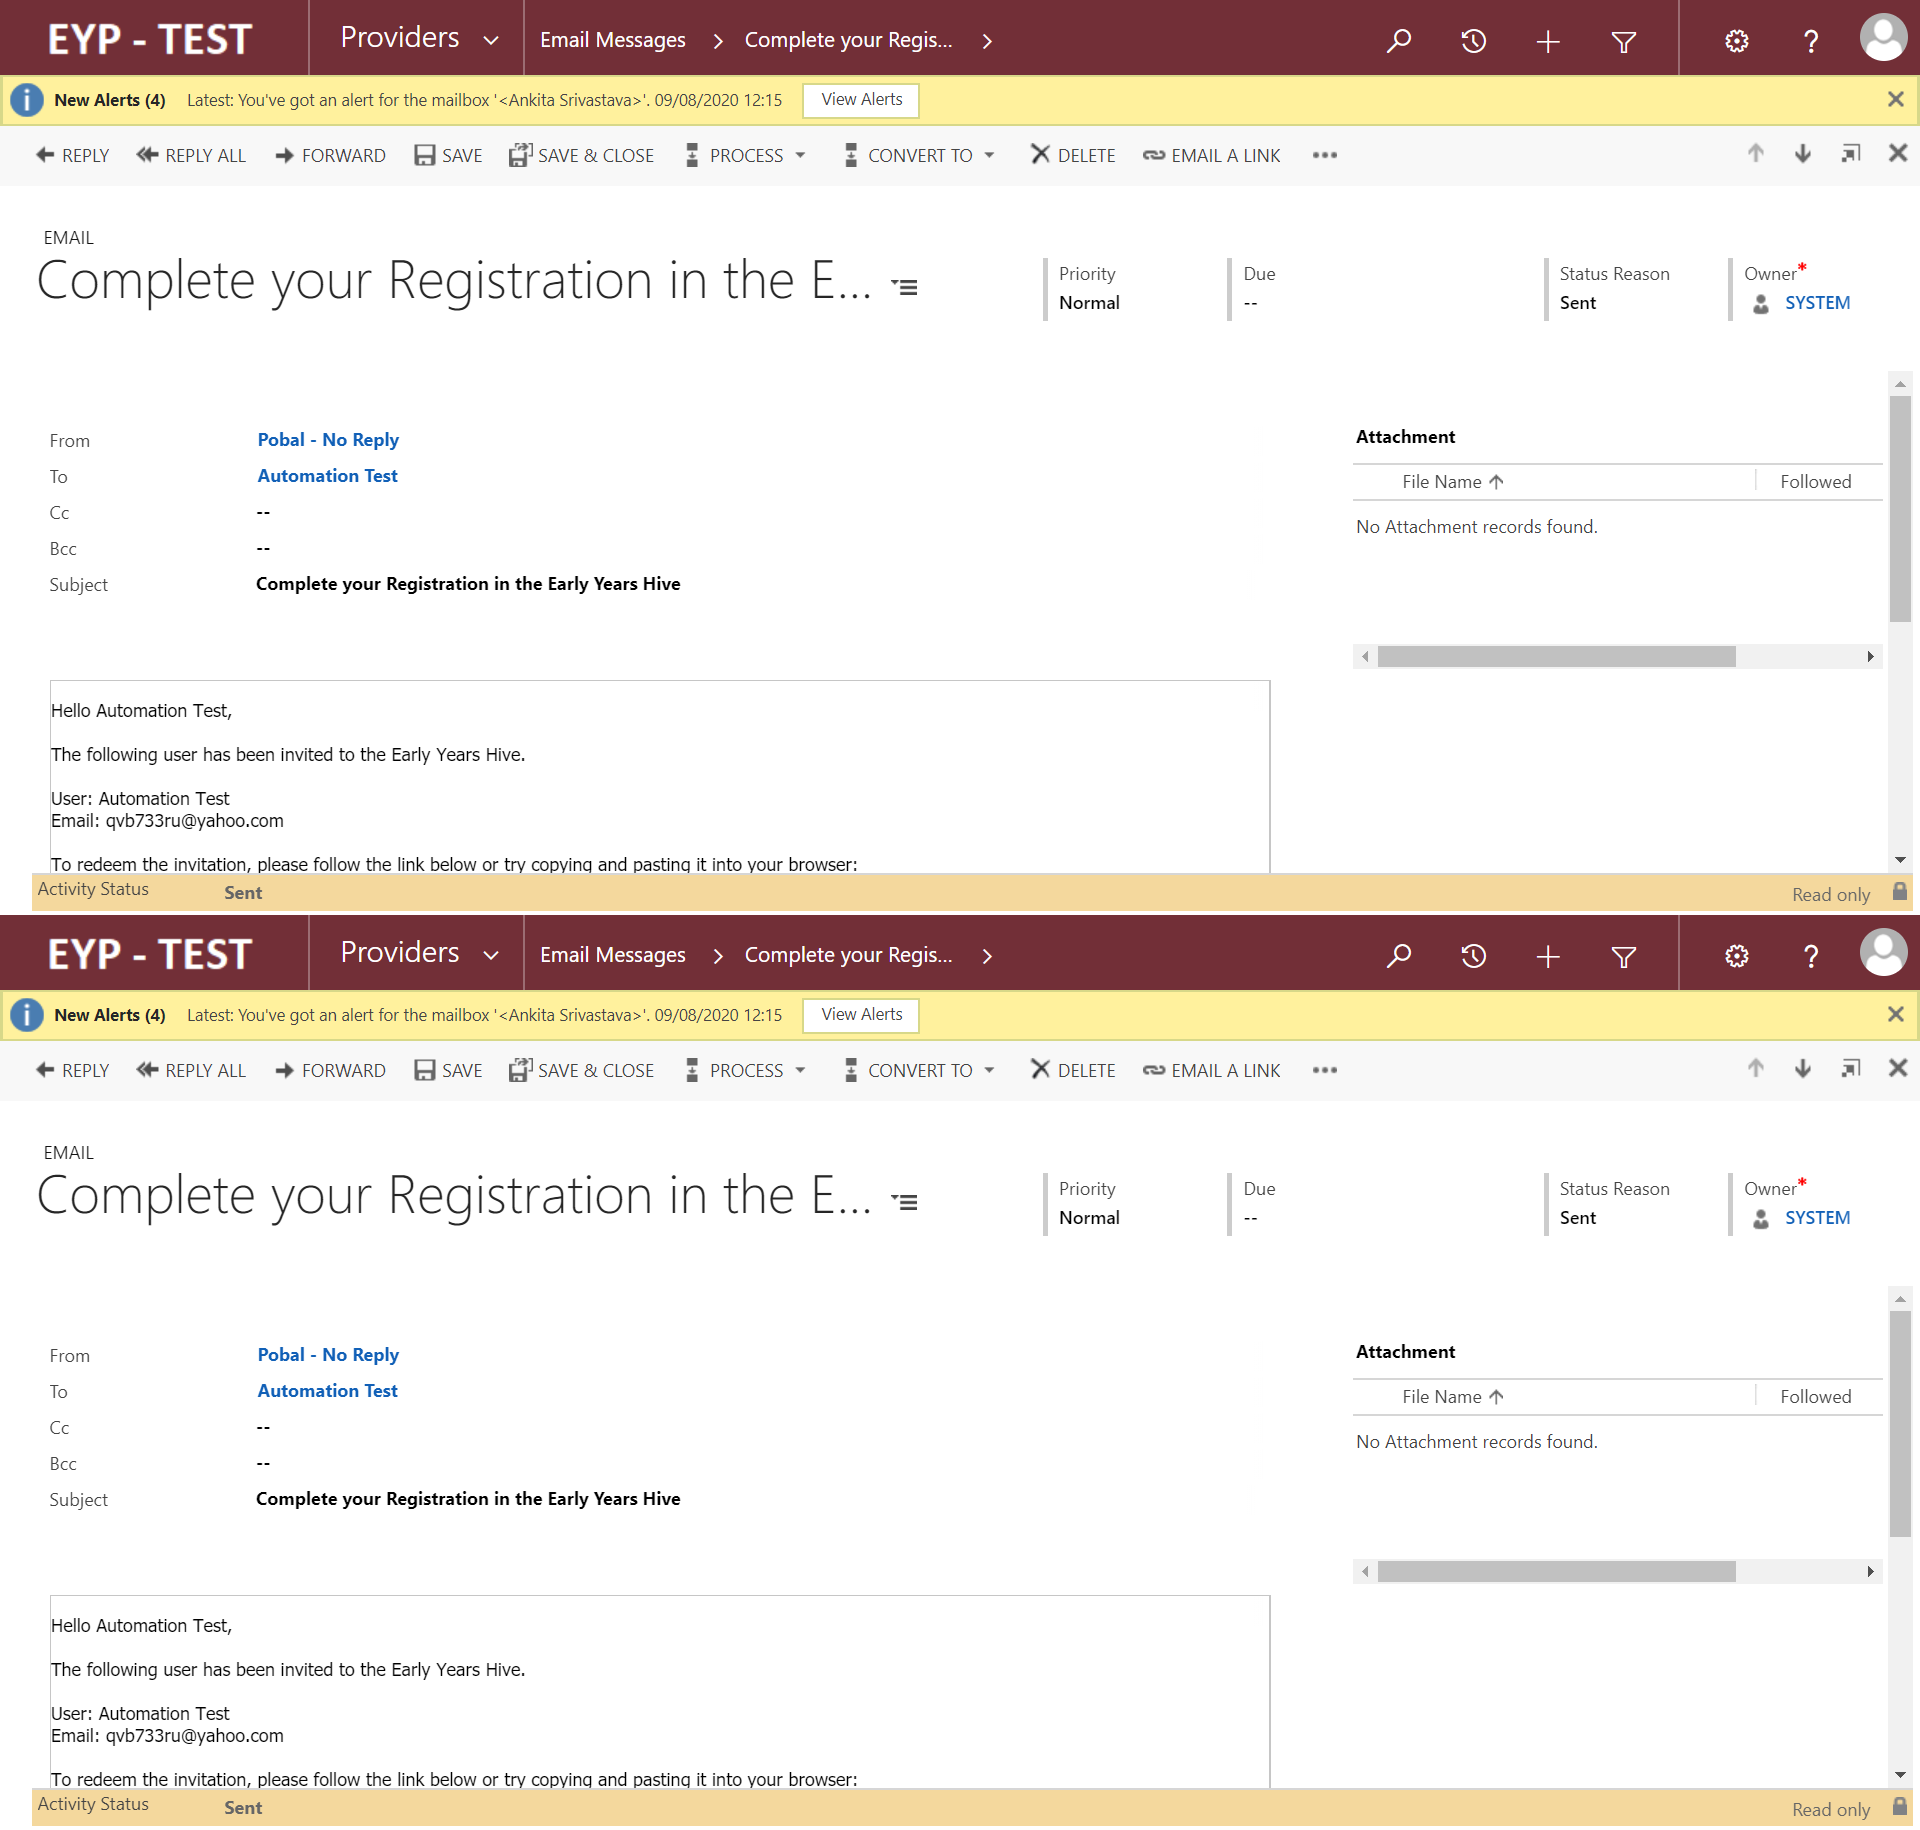 EYP - TEST Providers Email Messages Complete your Regis...
New Alerts (4) Latest: You've got an alert for the mailbox '<Ankita Srivastava>'. 09/08/2020 12:15 View Alerts
REPLY REPLY ALL FORWARD SAVE SAVE & CLOSE PROCESS CONVERT TO DELETE EMAIL A LINK
EMAIL
Complete your Registration in the E...
Priority Due Status Reason Owner*
Normal -- Sent SYSTEM
From Pobal - No Reply
To Automation Test
Cc --
Bcc --
Subject Complete your Registration in the Early Years Hive
Attachment
File Name Followed
No Attachment records found.
Hello Automation Test,
The following user has been invited to the Early Years Hive.
User: Automation Test
Email: qvb733ru@yahoo.com
To redeem the invitation, please follow the link below or try copying and pasting it into your browser:
Activity Status Sent Read only
EYP - TEST Providers Email Messages Complete your Regis...
New Alerts (4) Latest: You've got an alert for the mailbox '<Ankita Srivastava>'. 09/08/2020 12:15 View Alerts
REPLY REPLY ALL FORWARD SAVE SAVE & CLOSE PROCESS CONVERT TO DELETE EMAIL A LINK
EMAIL
Complete your Registration in the E...
Priority Due Status Reason Owner*
Normal -- Sent SYSTEM
From Pobal - No Reply
To Automation Test
Cc --
Bcc --
Subject Complete your Registration in the Early Years Hive
Attachment
File Name Followed
No Attachment records found.
Hello Automation Test,
The following user has been invited to the Early Years Hive.
User: Automation Test
Email: qvb733ru@yahoo.com
To redeem the invitation, please follow the link below or try copying and pasting it into your browser:
Activity Status Sent Read only